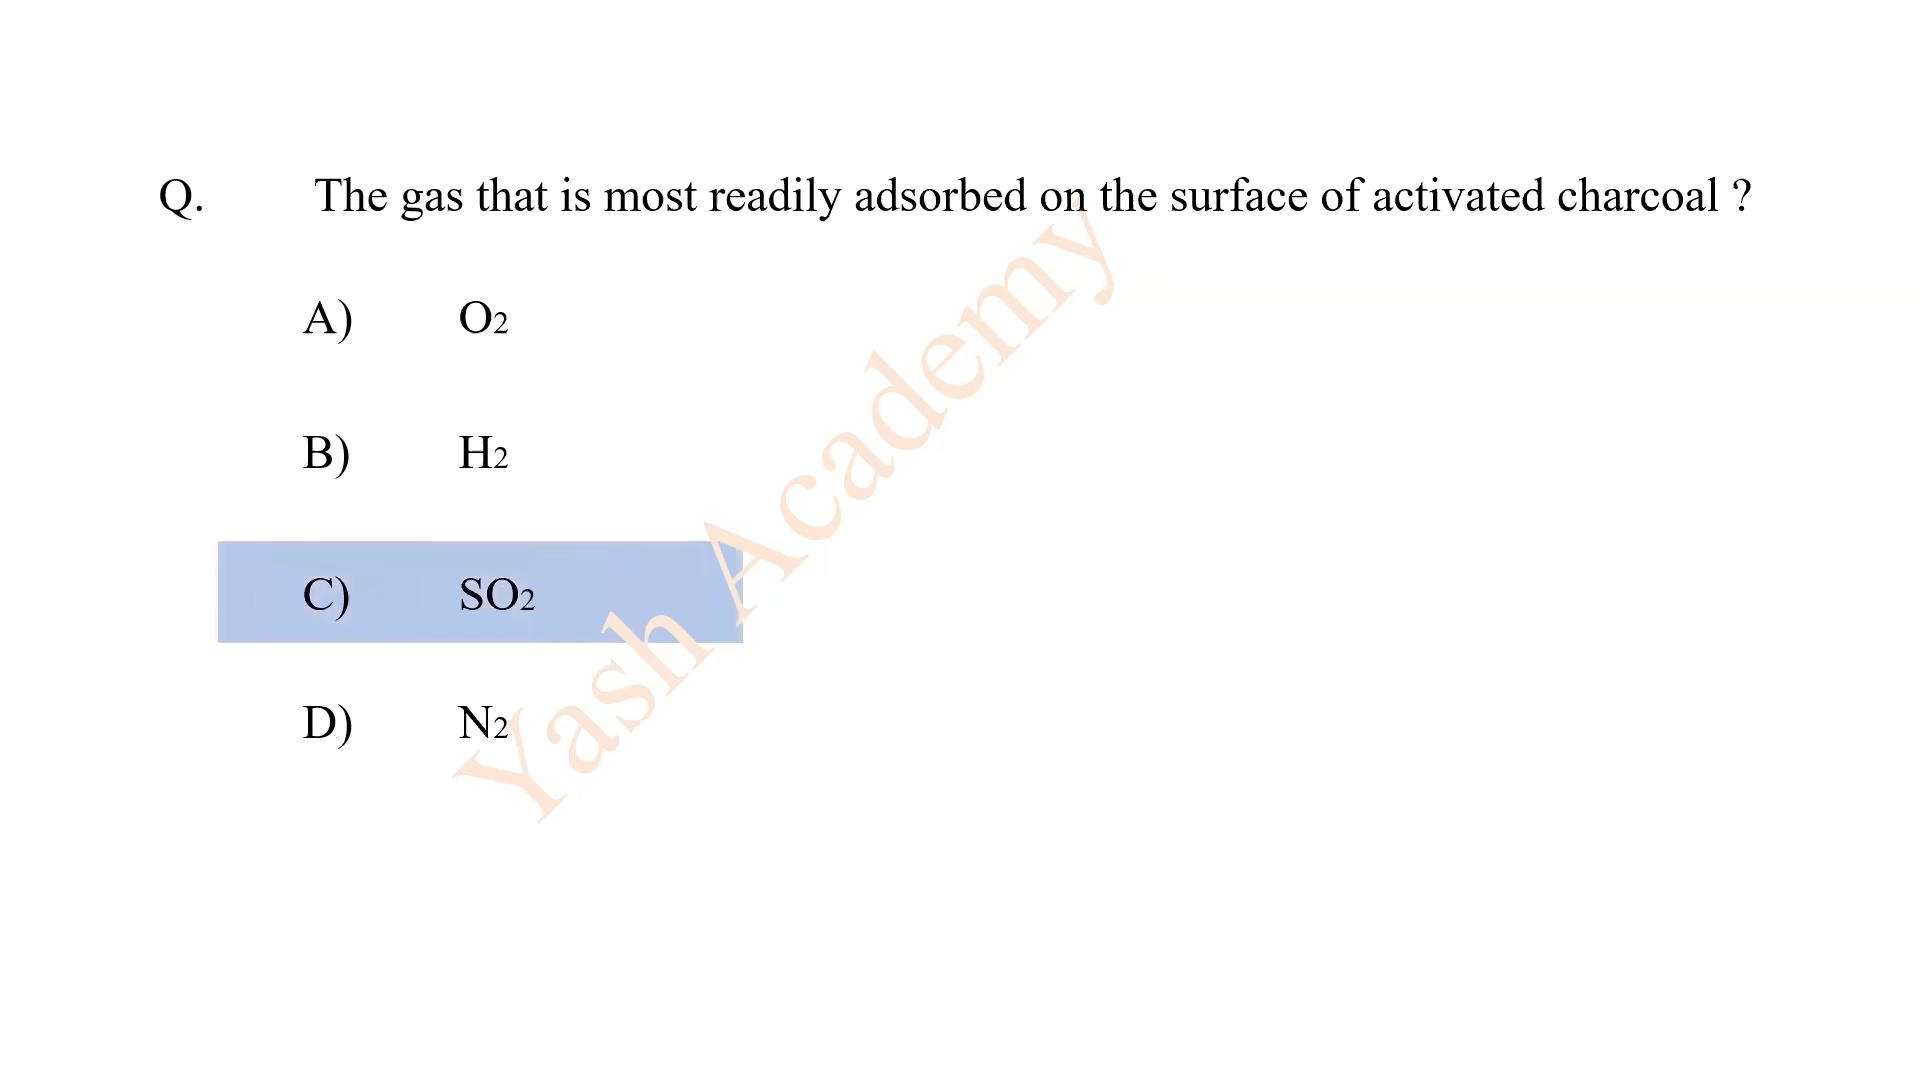 Q. The gas that is most readily adsorbed on the surface of activated charcoal ?
A) O2
B) H2
C) SO2
D) N2
Yash Academy